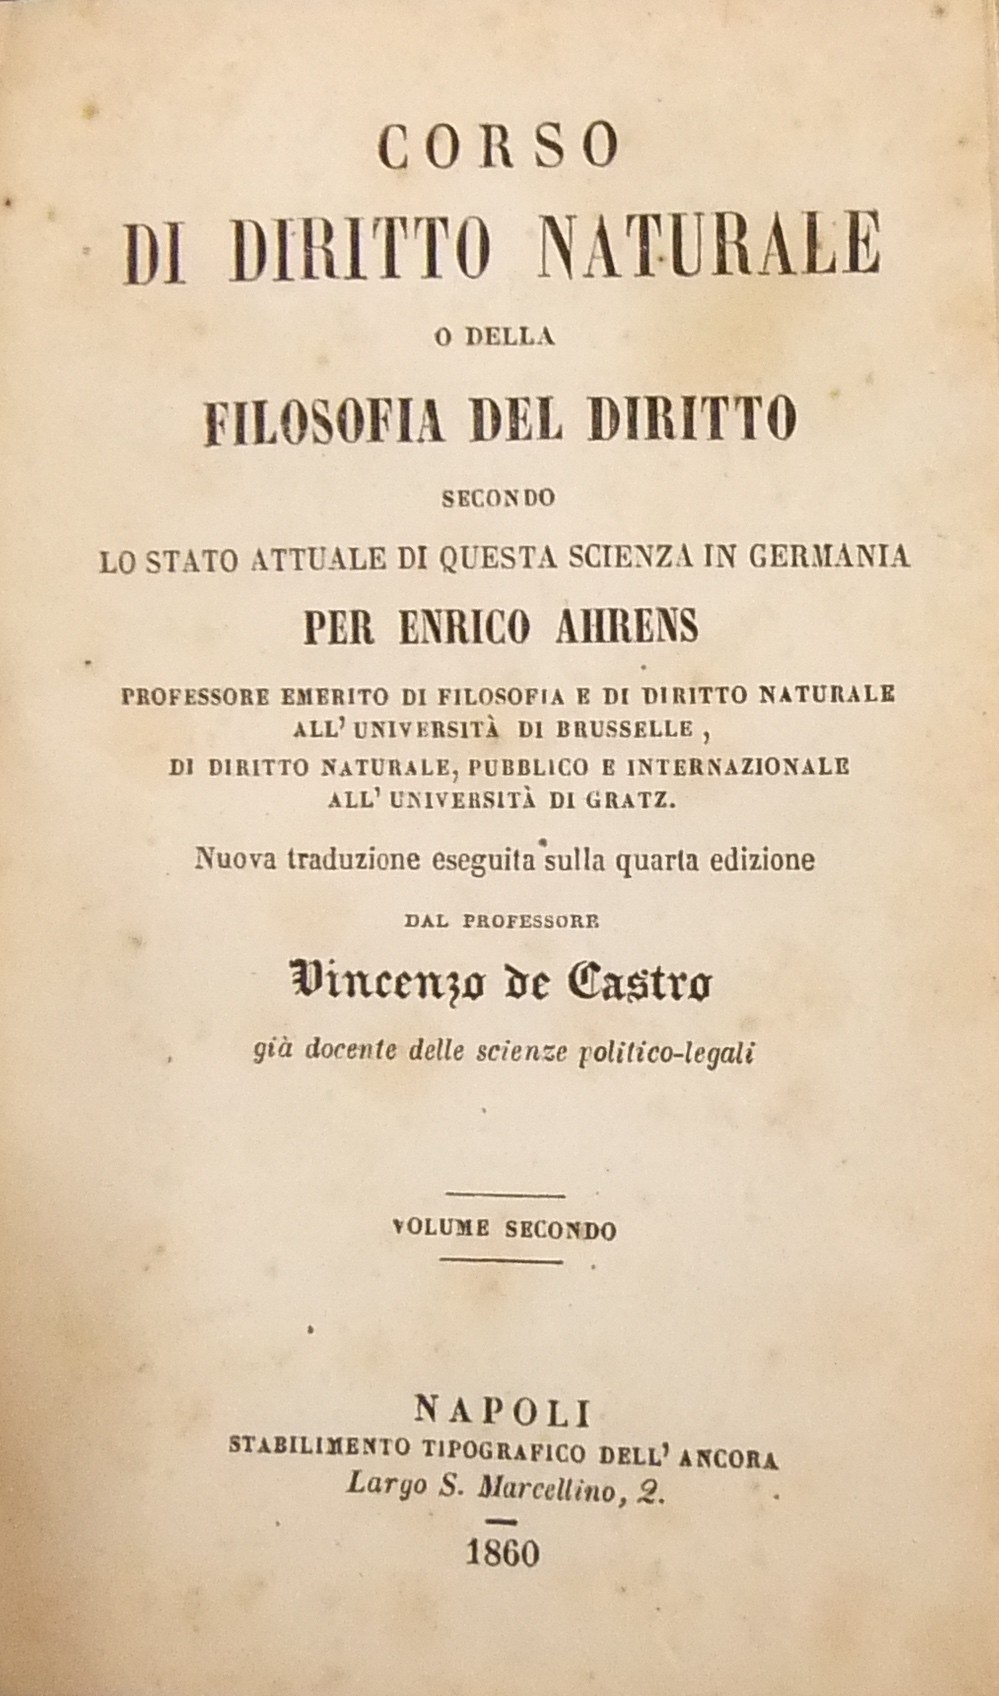 CORSO
DI DIRITTO NATURALE
O DELLA
FILOSOFIA DEL DIRITTO
SECONDO
LO STATO ATTUALE DI QUESTA SCIENZA IN GERMANIA
PER ENRICO AHRENS
PROFESSORE EMERITO DI FILOSOFIA E DI DIRITTO NATURALE
ALL' UNIVERSITÀ DI BRUSSELLE ,
DI DIRITTO NATURALE, PUBBLICO E INTERNAZIONALE
ALL' UNIVERSITÀ DI GRATZ.
Nuova traduzione eseguita sulla quarta edizione
DAL PROFESSORE
Vincenzo de Castro
già docente delle scienze politico-legali
VOLUME SECONDO
NAPOLI
STABILIMENTO TIPOGRAFICO DELL' ANCORA
Largo S. Marcellino, 2.
1860